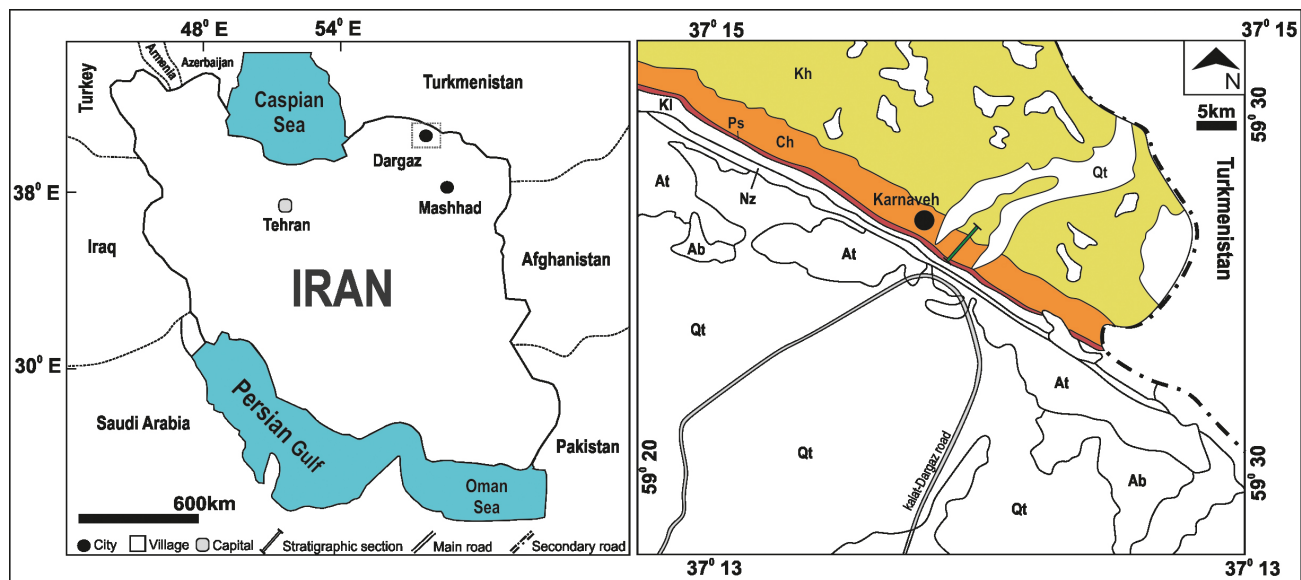 48⁰ E
54⁰ E
Armenia
Azerbaijan
Turkey
Caspian
Sea
Turkmenistan
Dargaz
38⁰ E
Mashhad
Tehran
Iraq
Afghanistan
IRAN
30⁰ E
Persian Gulf
Saudi Arabia
Pakistan
Oman
Sea
600km
City
Village
Capital
Stratigraphic section
Main road
Secondary road
37⁰ 15
37⁰ 15
N
5km
59⁰ 30
Kh
Kl
Ps
Ch
Qt
Turkmenistan
At
Nz
Karnaveh
Ab
At
Qt
At
kalat-Dargaz road
59⁰ 20
Qt
59⁰ 30
Ab
Qt
37⁰ 13
37⁰ 13